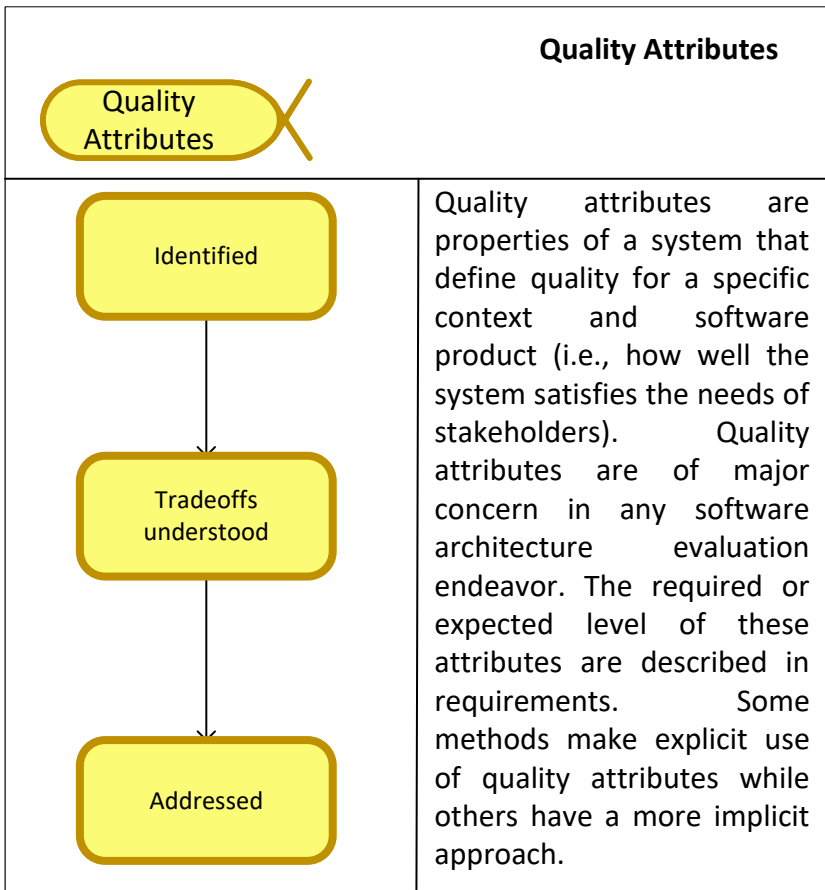 Quality Attributes
Quality
Attributes
Identified
Tradeoffs
understood
Addressed
Quality attributes are
properties of a system that
define quality for a specific
context and software
product (i.e., how well the
system satisfies the needs of
stakeholders). Quality
attributes are of major
concern in any software
architecture evaluation
endeavor. The required or
expected level of these
attributes are described in
requirements. Some
methods make explicit use
of quality attributes while
others have a more implicit
approach.